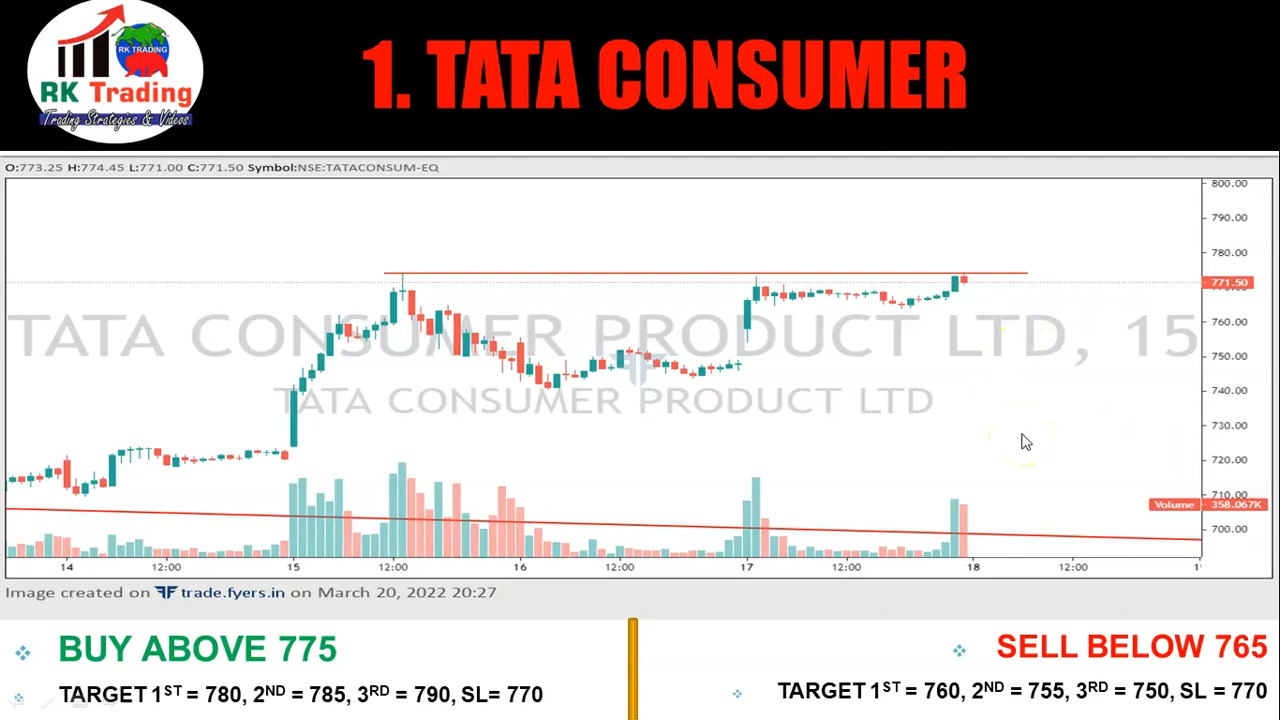 RK TRADING
RK Trading
Trading Strategies & Videos
1. TATA CONSUMER
O:773.25 H:774.45 L:771.00 C:771.50 Symbol:NSE:TATACONSUM-EQ
800.00
790.00
780.00
771.50
770.00
760.00
TATA CONSUMER PRODUCT LTD, 15
750.00
740.00
TATA CONSUMER PRODUCT LTD
730.00
720.00
710.00
Volume 358.067K
700.00
14 12:00 15 12:00 16 12:00 17 12:00 18 12:00
Image created on trade.fyers.in on March 20, 2022 20:27
BUY ABOVE 775
TARGET 1ST = 780, 2ND = 785, 3RD = 790, SL= 770
SELL BELOW 765
TARGET 1ST = 760, 2ND = 755, 3RD = 750, SL = 770